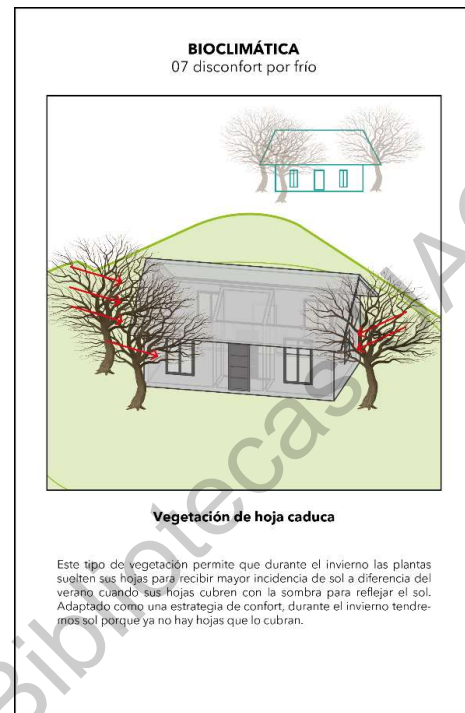 BIOCLIMÁTICA
07 disconfort por frío
Vegetación de hoja caduca
Este tipo de vegetación permite que durante el invierno las plantas
suelten sus hojas para recibir mayor incidencia de sol a diferencia del
verano cuando sus hojas cubren con la sombra para reflejar el sol.
Adaptado como una estrategia de confort, durante el invierno tendre-
mos sol porque ya no hay hojas que lo cubran.
Bibliotecas